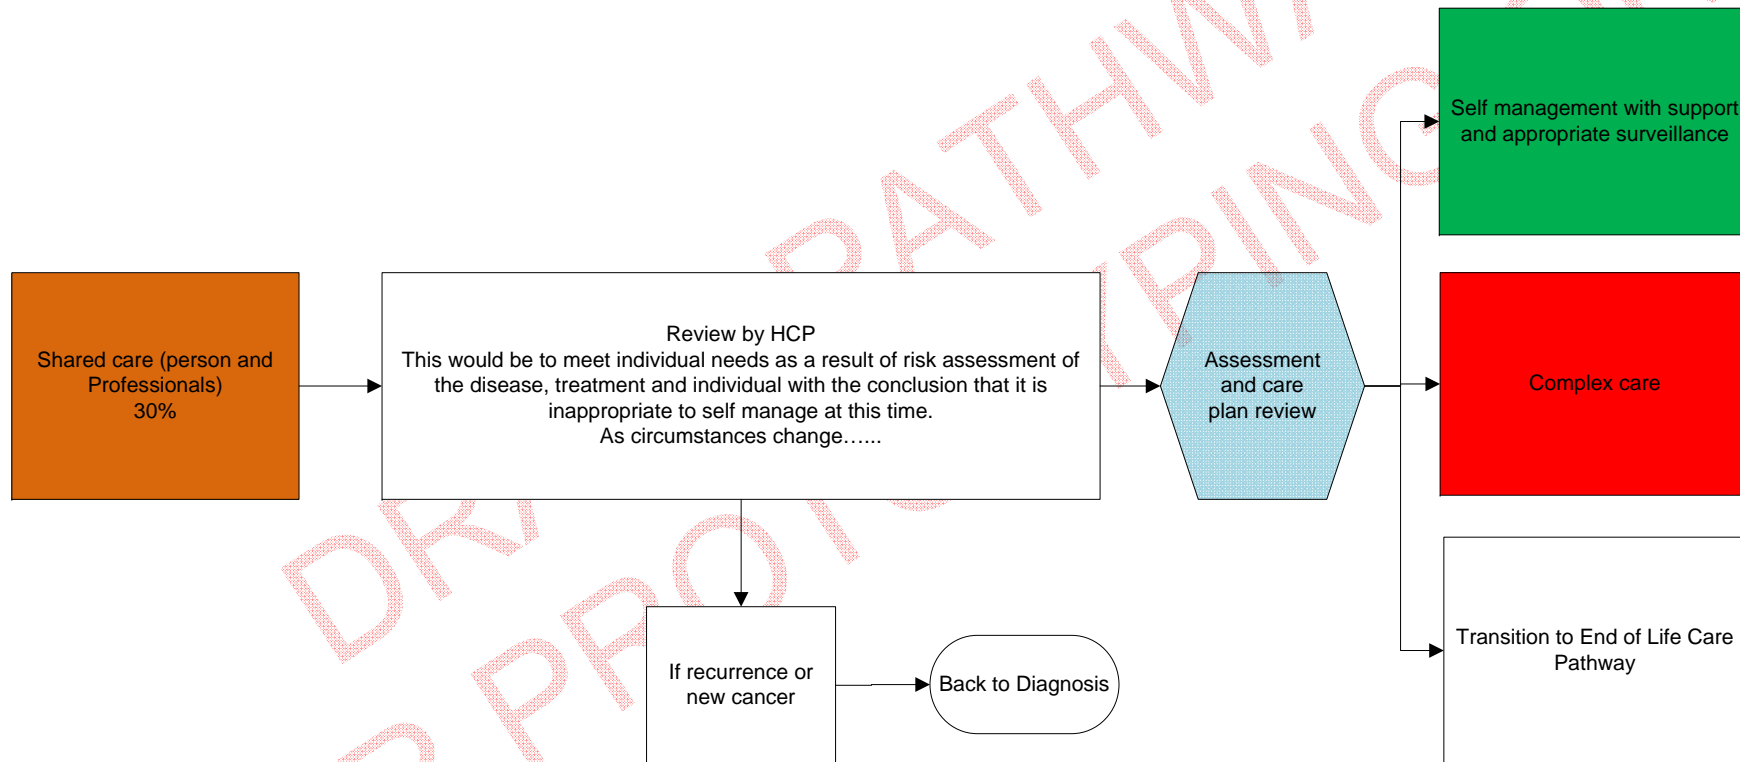 Self management with support
and appropriate surveillance
Shared care (person and
Professionals)
30%
Review by HCP
This would be to meet individual needs as a result of risk assessment of
the disease, treatment and individual with the conclusion that it is
inappropriate to self manage at this time.
As circumstances change…...
Assessment
and care
plan review
Complex care
If recurrence or
new cancer
Back to Diagnosis
Transition to End of Life Care
Pathway